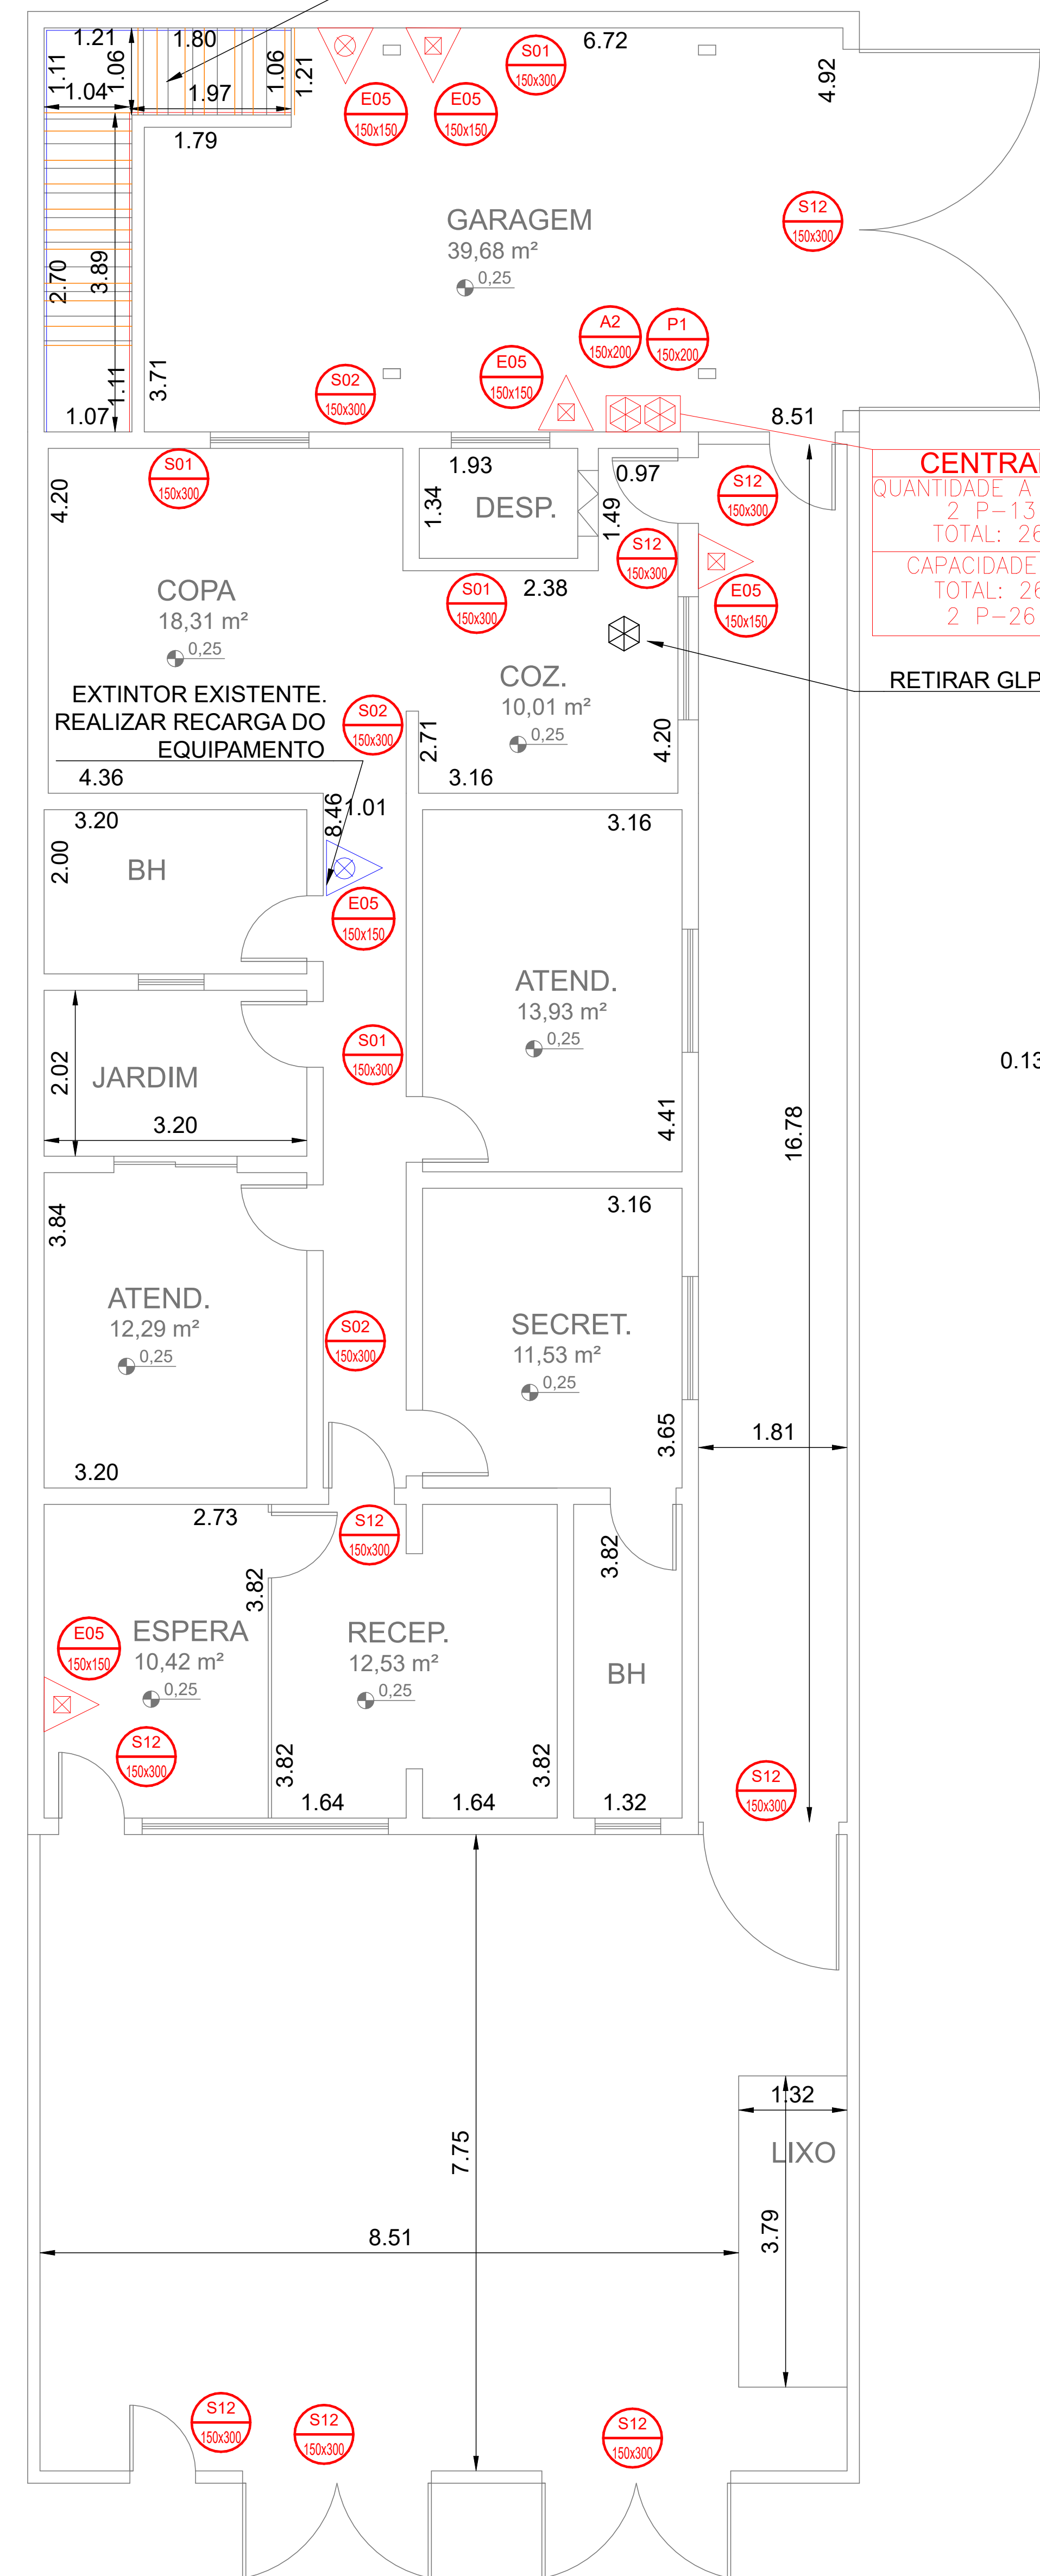 1.21
1.80
6.72
1.11
1.06
1.06
1.21
4.92
1.04
1.97
S01
150x300
E05
150x150
E05
150x150
1.79
GARAGEM
39,68 m²
0,25
S12
150x300
2.70
3.89
1.11
3.71
1.07
A2
150x200
P1
150x200
E05
150x150
S02
150x300
8.51
S01
150x300
4.20
1.93
1.34
DESP.
0.97
1.49
S12
150x300
CENTRA
QUANTIDADE A
2 P-13
TOTAL: 26
CAPACIDADE
TOTAL: 26
2 P-26
S12
150x300
E05
150x150
COPA
18,31 m²
0,25
S01
150x300
2.38
COZ.
10,01 m²
0,25
RETIRAR GLP
EXTINTOR EXISTENTE.
REALIZAR RECARGA DO
EQUIPAMENTO
S02
150x300
2.71
4.20
4.36
3.16
8.46
1.01
3.20
2.00
BH
3.16
E05
150x150
ATEND.
13,93 m²
0,25
S01
150x300
0.13
2.02
JARDIM
3.20
4.41
16.78
3.84
3.16
ATEND.
12,29 m²
0,25
SECRET.
11,53 m²
0,25
S02
150x300
3.65
1.81
3.20
2.73
S12
150x300
3.82
3.82
E05
150x150
ESPERA
10,42 m²
0,25
RECEP.
12,53 m²
0,25
BH
S12
150x300
3.82
3.82
S12
150x300
1.64
1.64
1.32
1.32
LIXO
7.75
3.79
8.51
S12
150x300
S12
150x300
S12
150x300